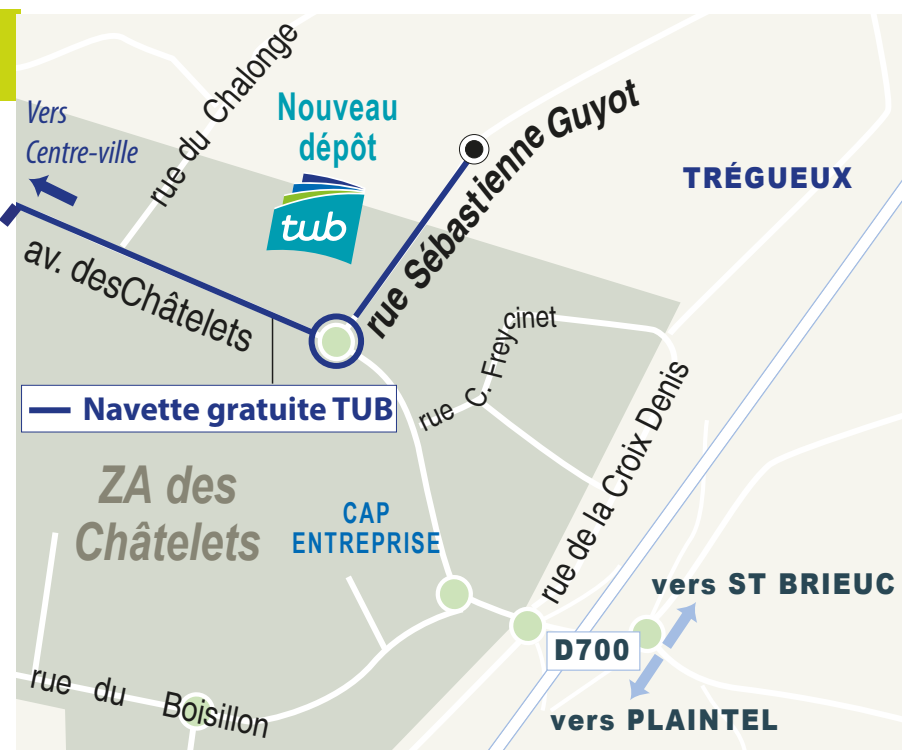 Vers
Centre-ville
rue du Chalonge
Nouveau
dépôt
tub
rue Sébastienne Guyot
TRÉGUEUX
av. desChâtelets
rue C. Freycinet
Navette gratuite TUB
rue de la Croix Denis
ZA des
Châtelets
CAP
ENTREPRISE
vers ST BRIEUC
D700
vers PLAINTEL
rue du Boisillon